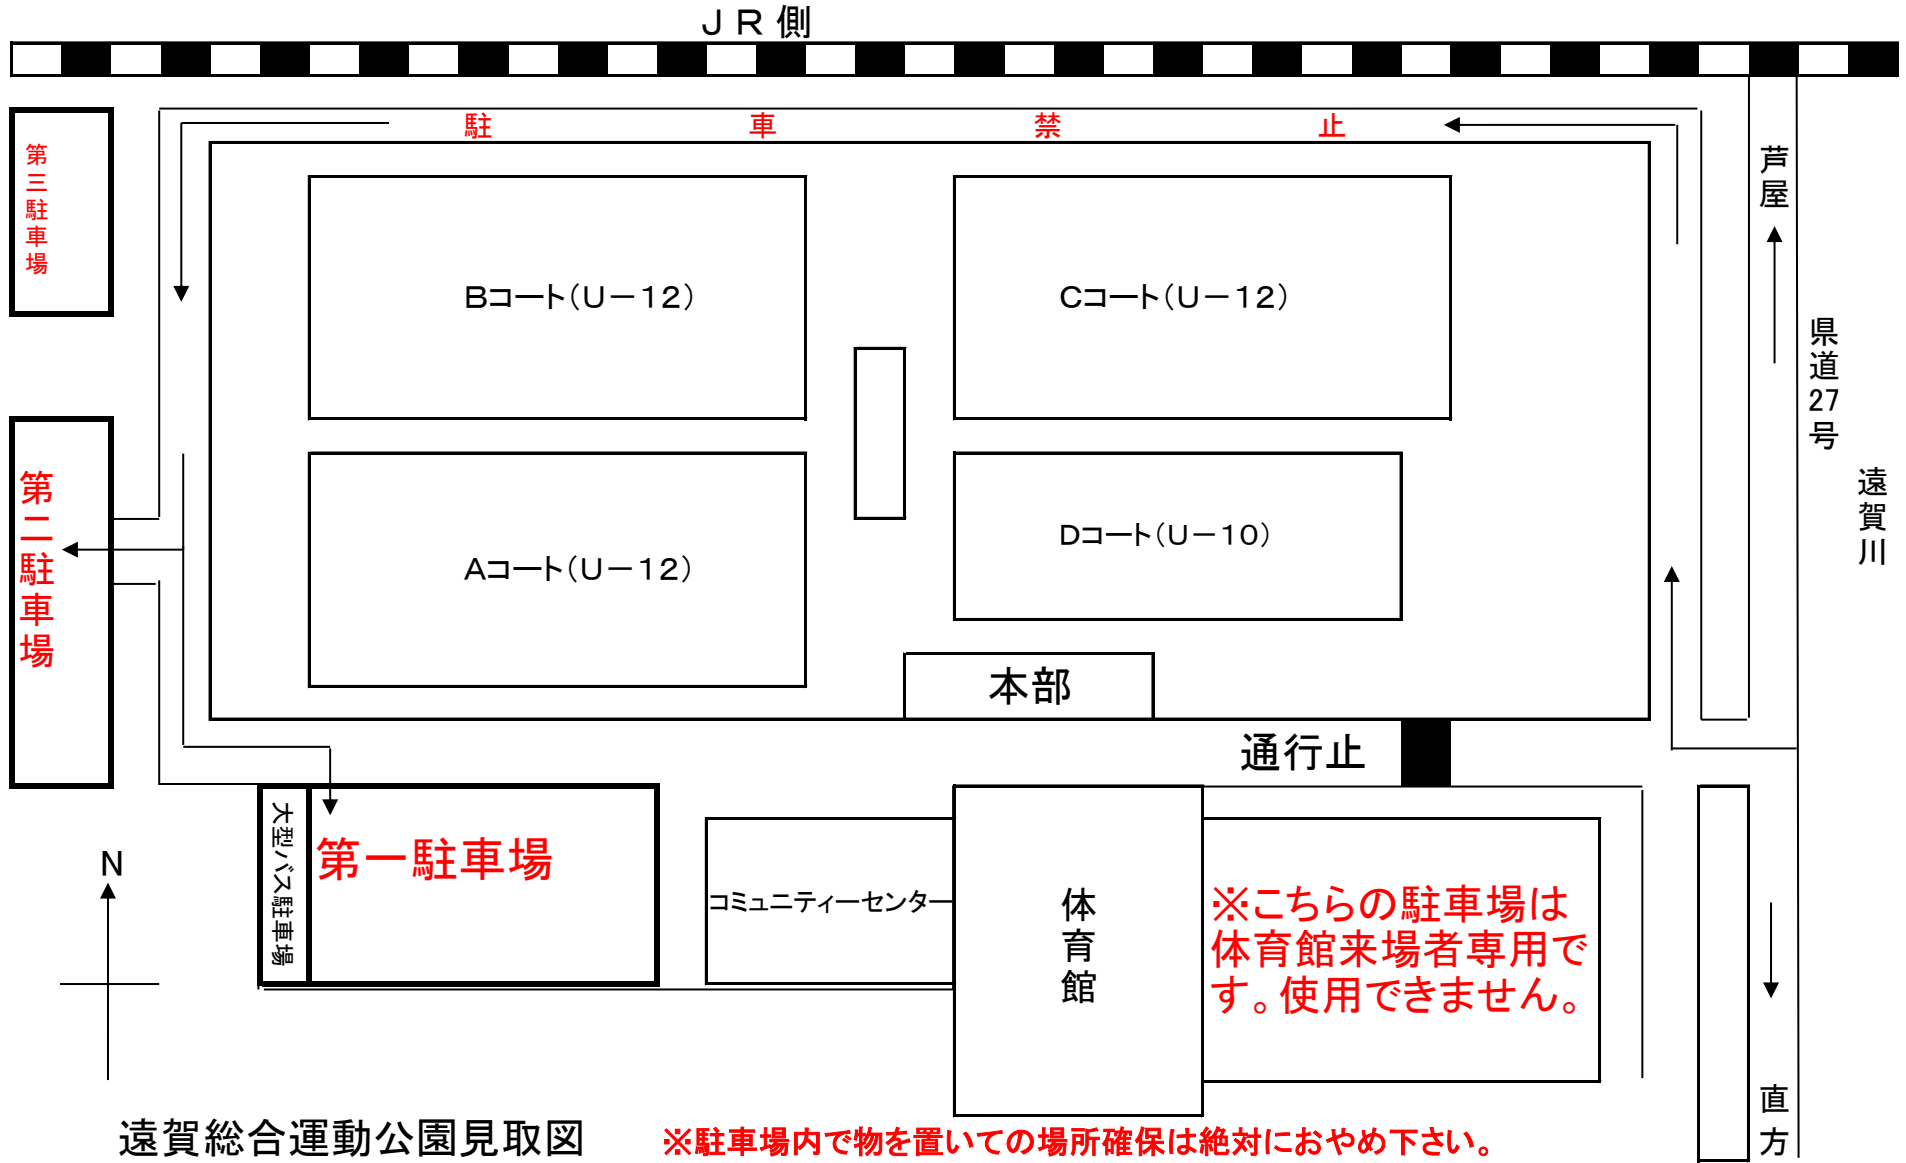 ＪＲ側
駐車禁止
第三駐車場
芦屋
Bコート(U－12)
Cコート(U－12)
県道27号
遠賀川
第二駐車場
Aコート(U－12)
Dコート(U－10)
本部
通行止
大型バス駐車場
第一駐車場
N
コミュニティーセンター
体育館
※こちらの駐車場は
体育館来場者専用で
す。使用できません。
直方
遠賀総合運動公園見取図
※駐車場内で物を置いての場所確保は絶対におやめ下さい。